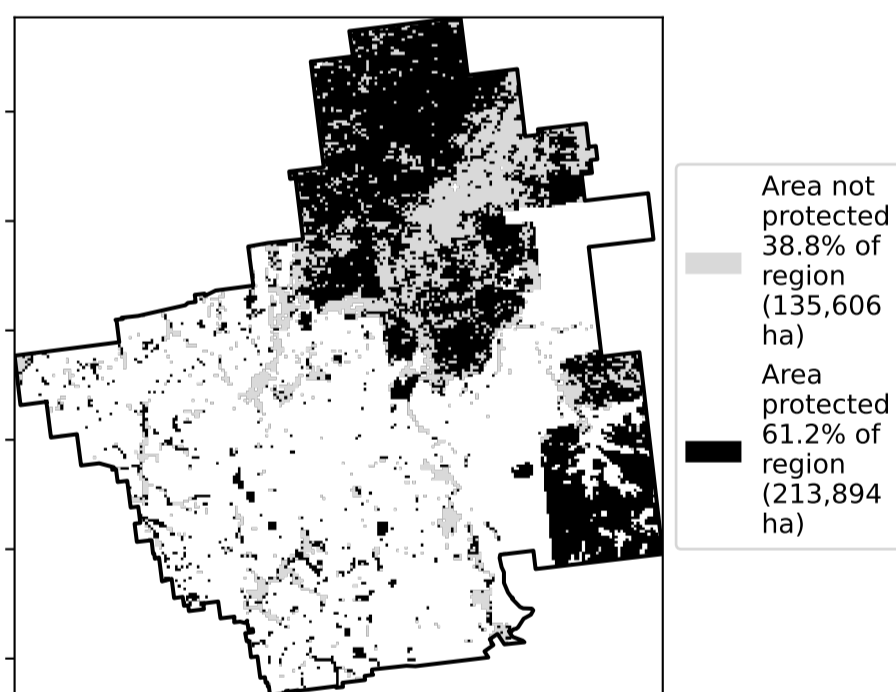 Area not
protected
38.8% of
region
(135,606
ha)
Area
protected
61.2% of
region
(213,894
ha)